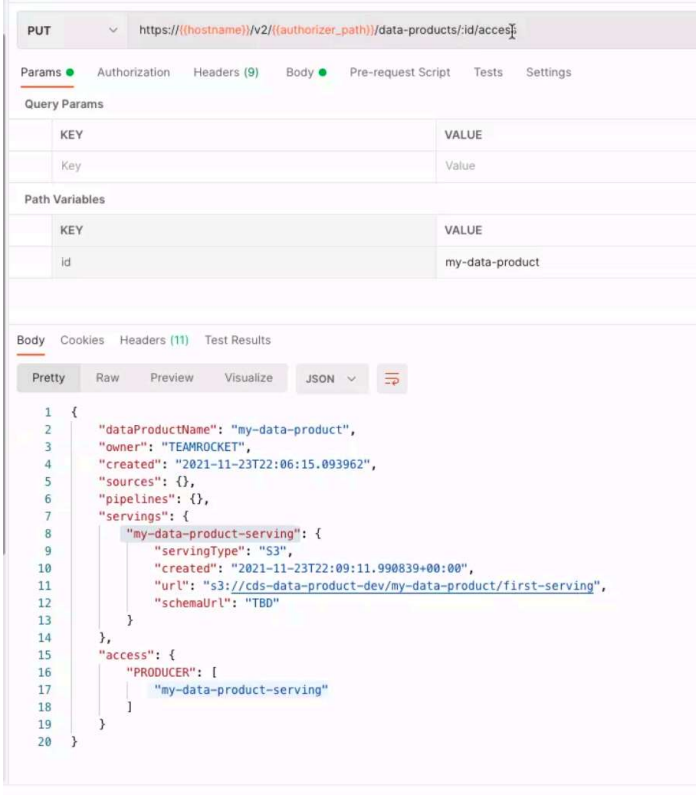 PUT https://{{hostname}}/v2/{{authorizer_path}}/data-products/:id/access
Params Authorization Headers (9) Body Pre-request Script Tests Settings
Query Params
KEY VALUE
Key Value
Path Variables
KEY VALUE
id my-data-product
Body Cookies Headers (11) Test Results
Pretty Raw Preview Visualize JSON
1 {
2 "dataProductName": "my-data-product",
3 "owner": "TEAMROCKET",
4 "created": "2021-11-23T22:06:15.093962",
5 "sources": {},
6 "pipelines": {},
7 "servings": {
8 "my-data-product-serving": {
9 "servingType": "S3",
10 "created": "2021-11-23T22:09:11.990839+00:00",
11 "url": "s3://cds-data-product-dev/my-data-product/first-serving",
12 "schemaUrl": "TBD"
13 }
14 },
15 "access": {
16 "PRODUCER": [
17 "my-data-product-serving"
18 ]
19 }
20 }